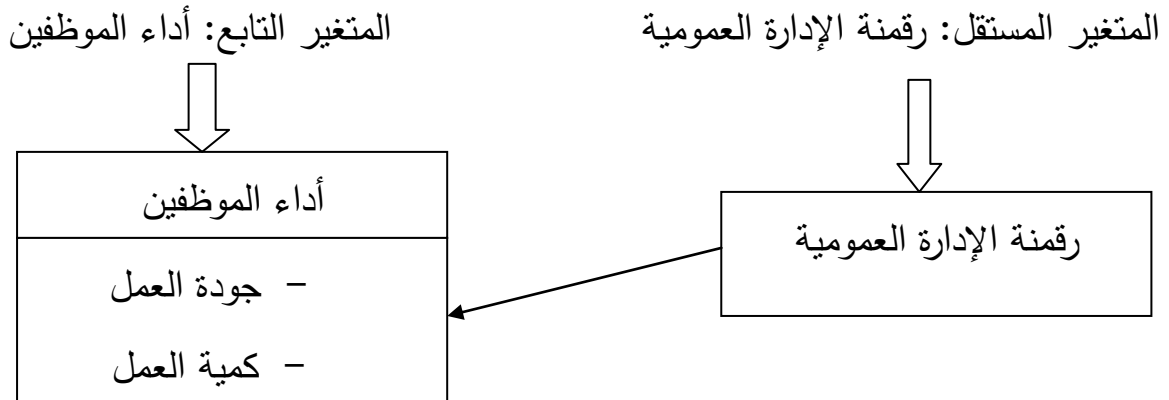 المتغير المستقل: رقمنة الإدارة العمومية
المتغير التابع: أداء الموظفين
رقمنة الإدارة العمومية
أداء الموظفين
- جودة العمل
- كمية العمل